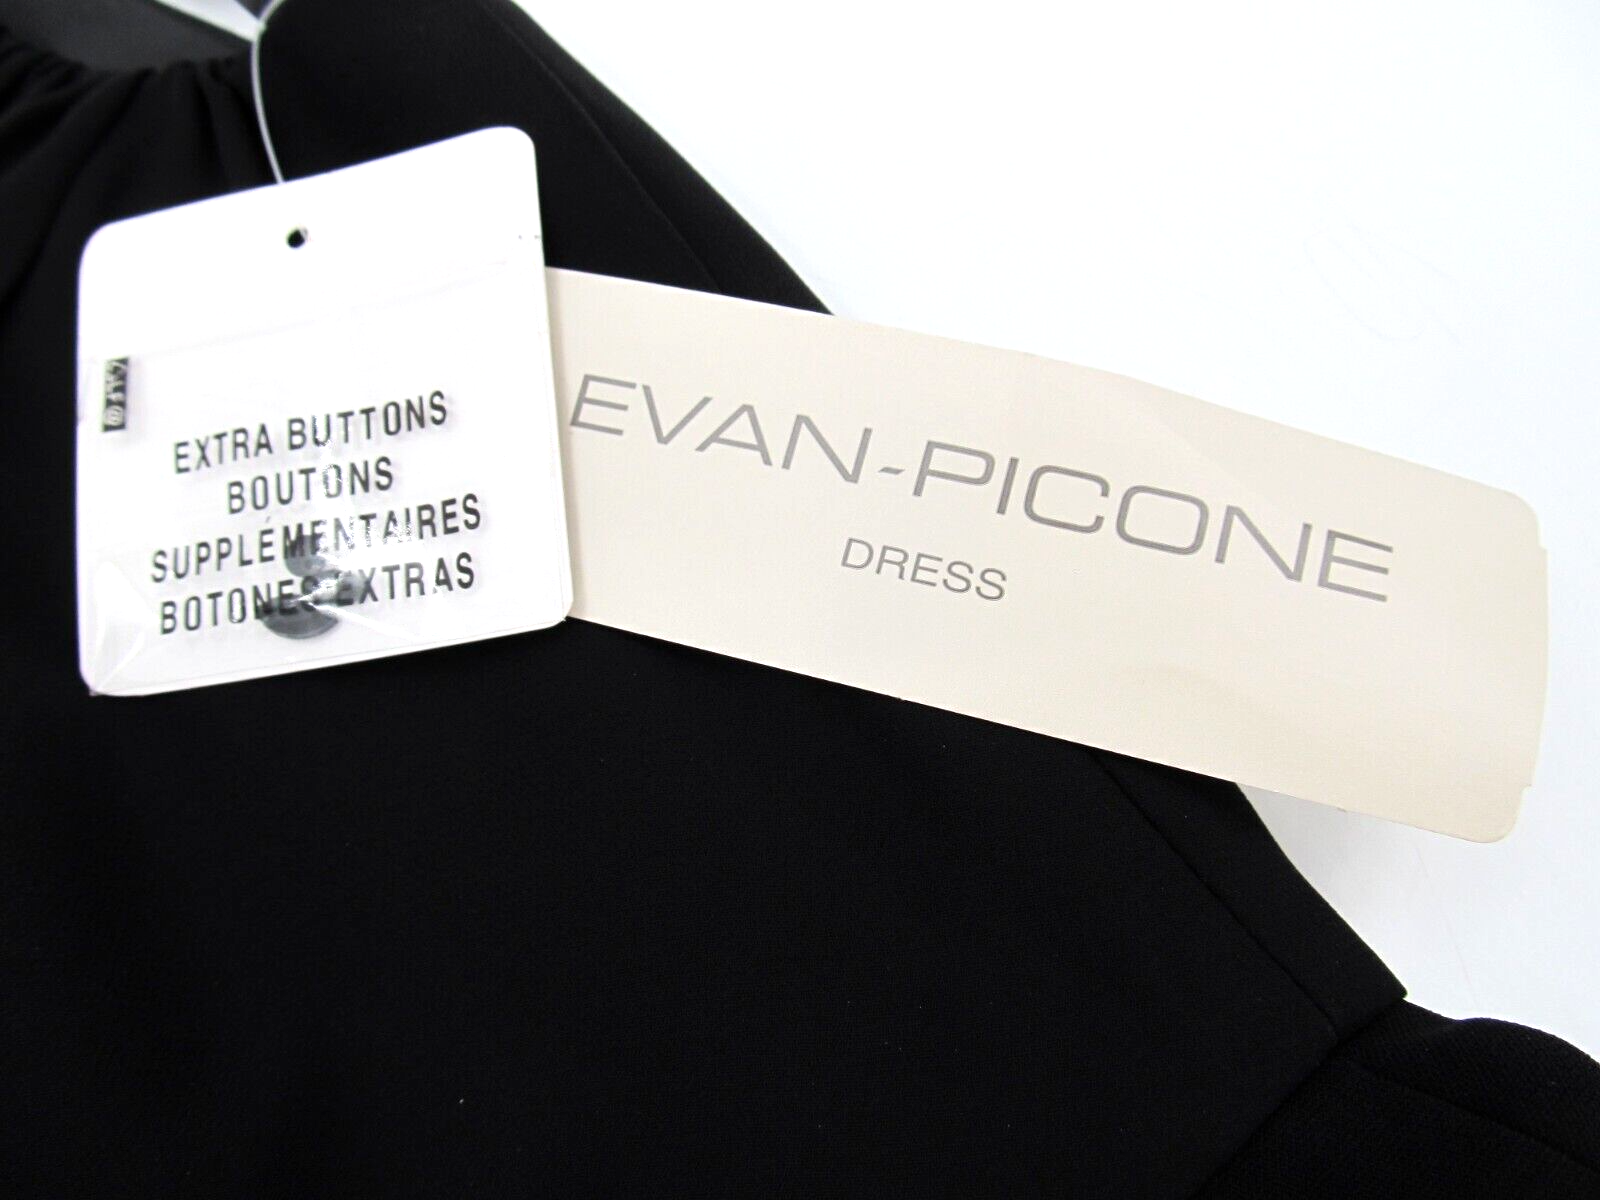 EXTRA BUTTONS
BOUTONS
SUPPLÉMENTAIRES
BOTONES EXTRAS
EVAN-PICONE
DRESS